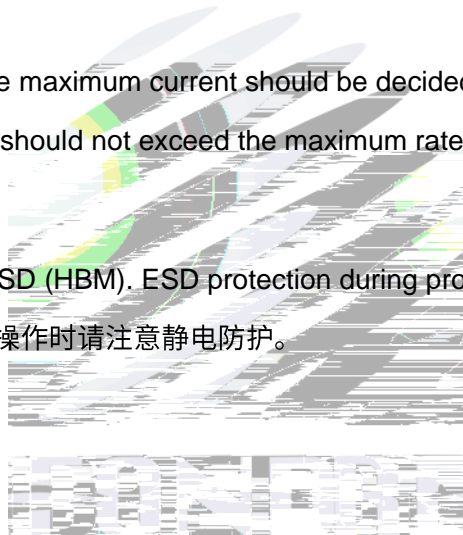 e maximum current should be decided
should not exceed the maximum rate
SD (HBM). ESD protection during pro
操作时请注意静电防护。